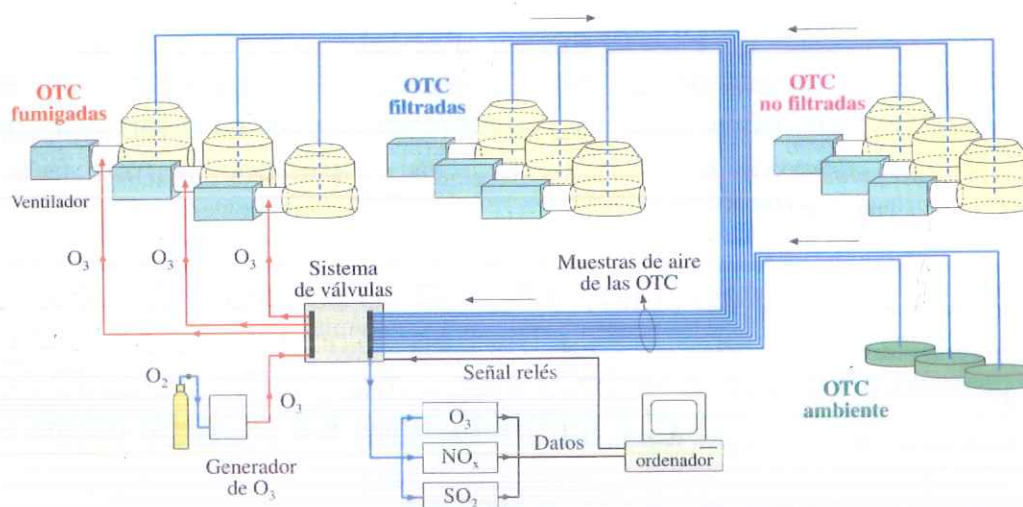 OTC
fumigadas
OTC
filtradas
OTC
no filtradas
Ventilador
O₃
O₃
O₃
Sistema
de válvulas
Muestras de aire
de las OTC
Señal relés
O₂
O₃
Generador
de O₃
O₃
NOₓ
SO₂
Datos
ordenador
OTC
ambiente